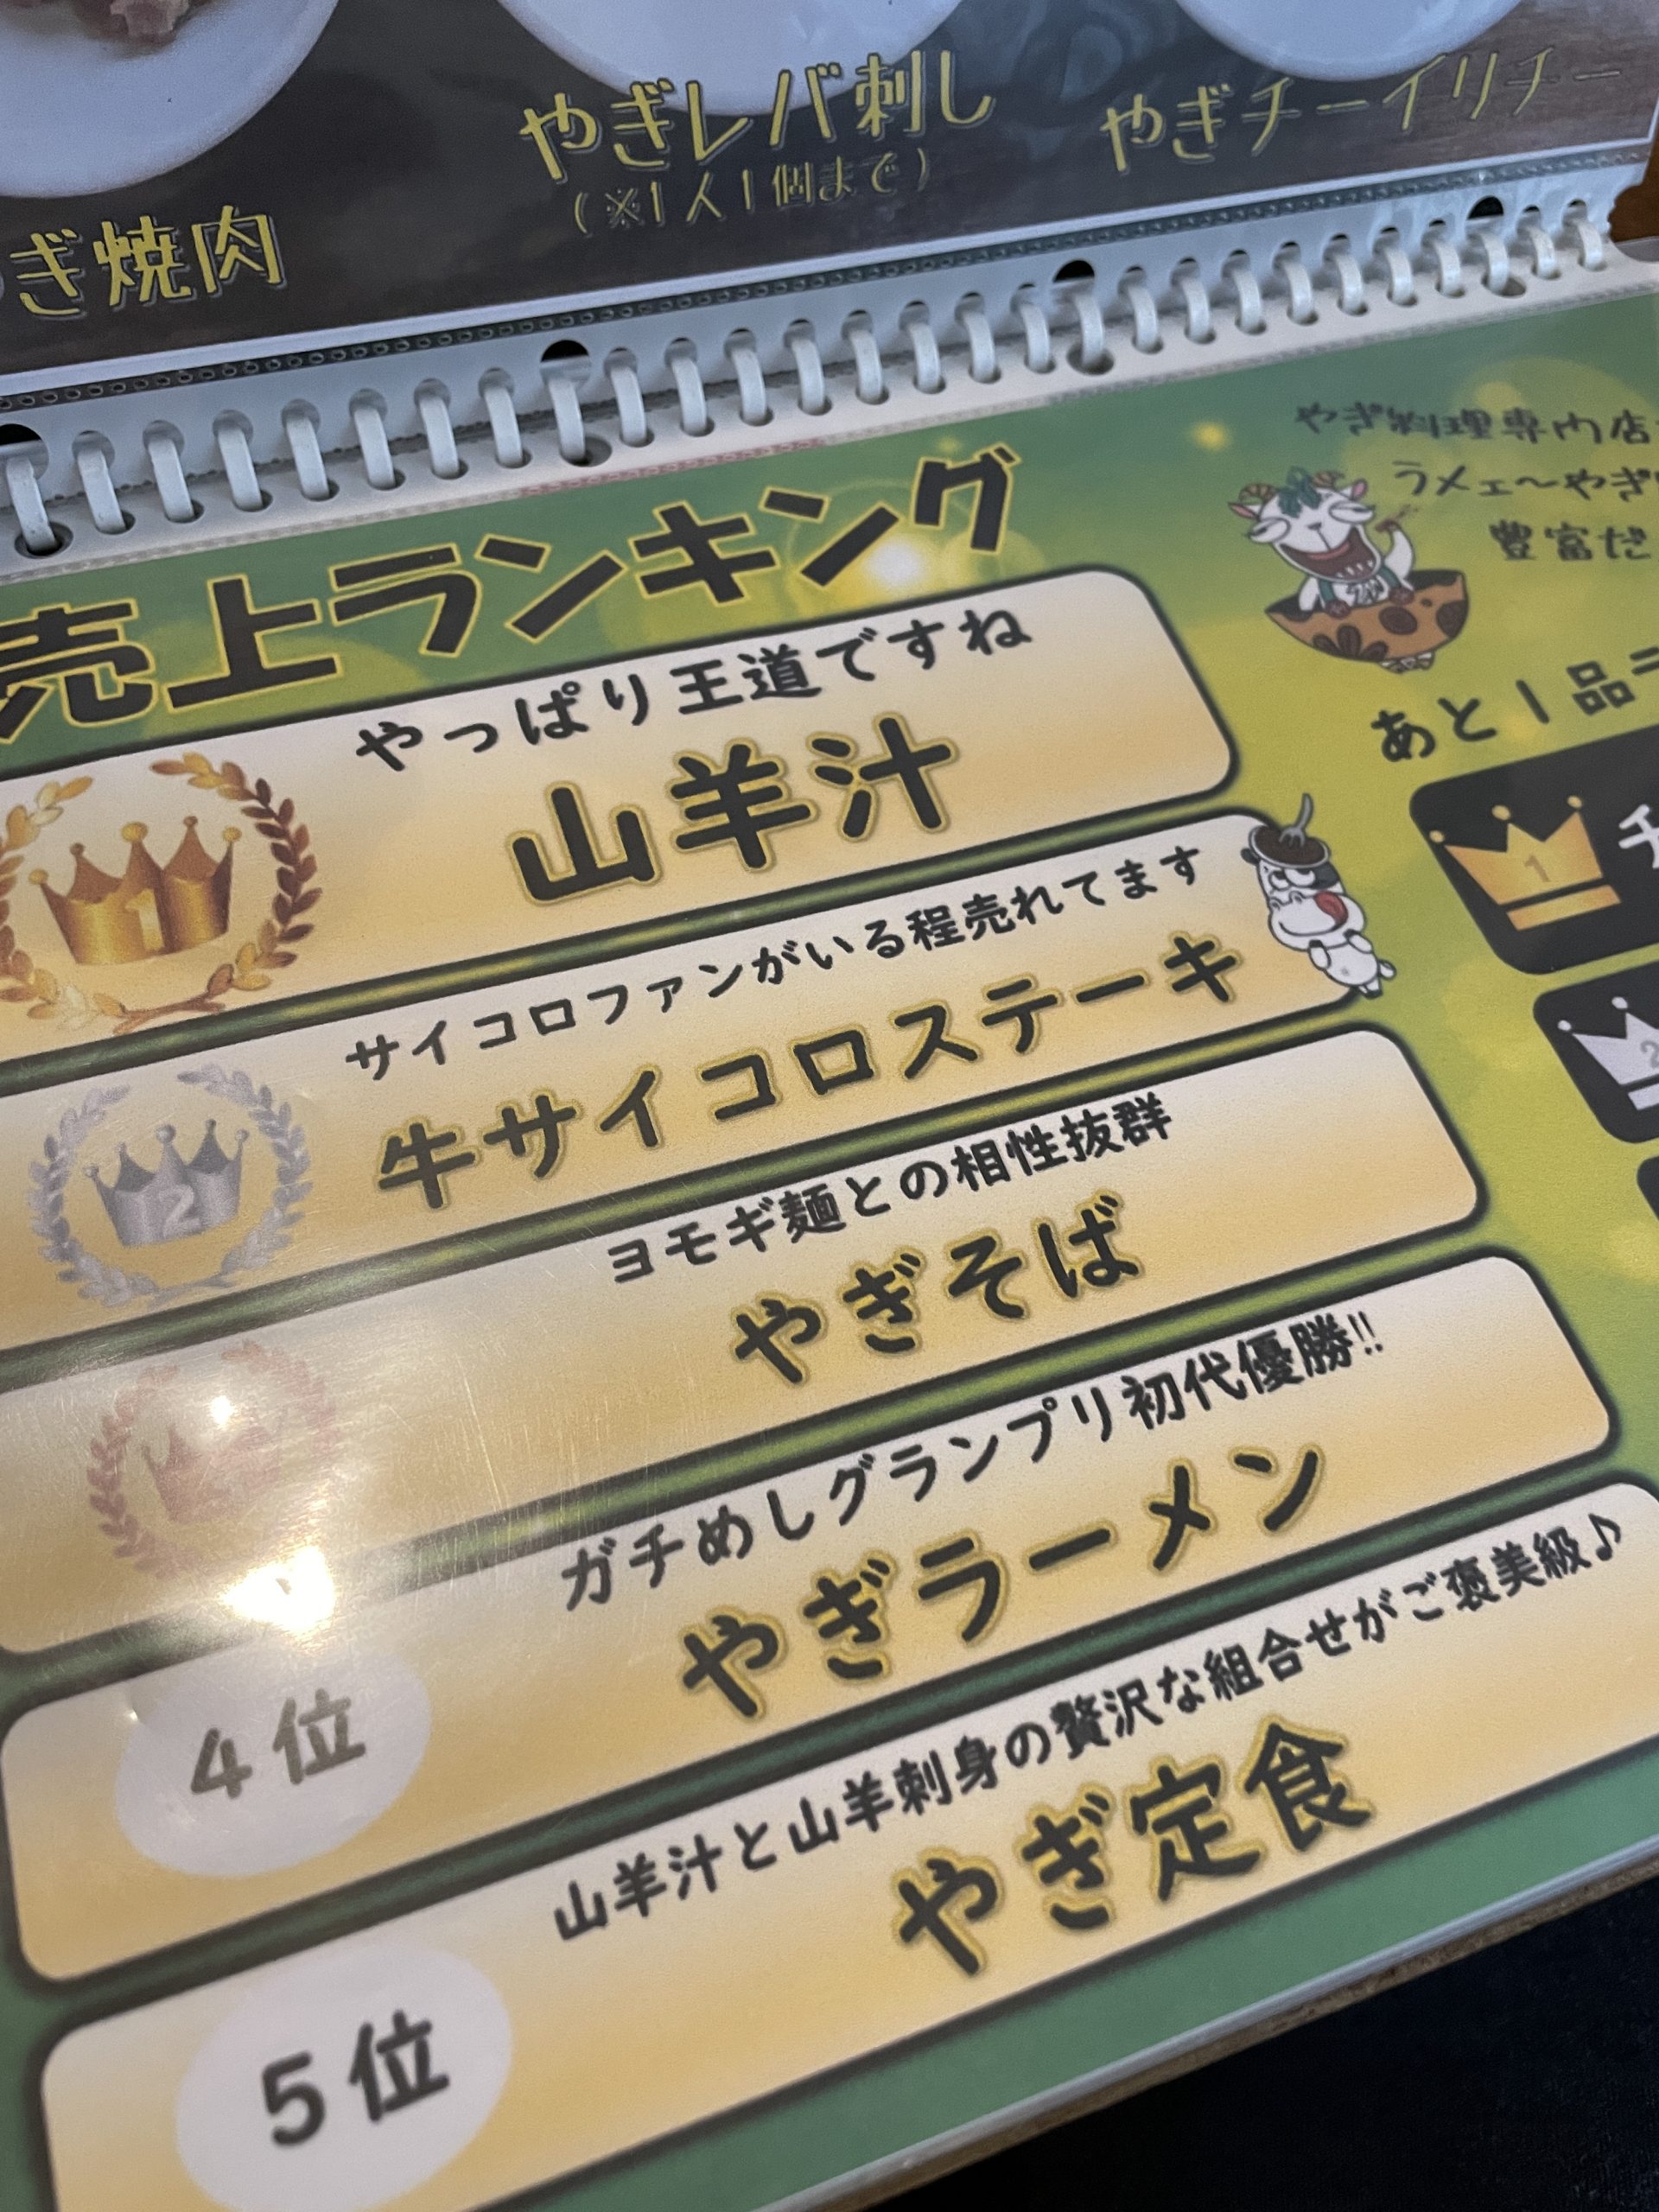 やぎレバ刺し
(※1人1個まで)
やぎチーイリチー
ぎ焼肉
売上ランキング
1
やっぱり王道ですね
山羊汁
2
サイコロファンがいる程売れてます
牛サイコロステーキ
ヨモギ麺との相性抜群
やぎそば
4位
ガチめしグランプリ初代優勝!!
やぎラーメン
5位
山羊汁と山羊刺身の贅沢な組合せがご褒美級♪
やぎ定食
やぎ料理専門店
ラメェ〜やぎ
豊富だ
あと1品
1
チ
2